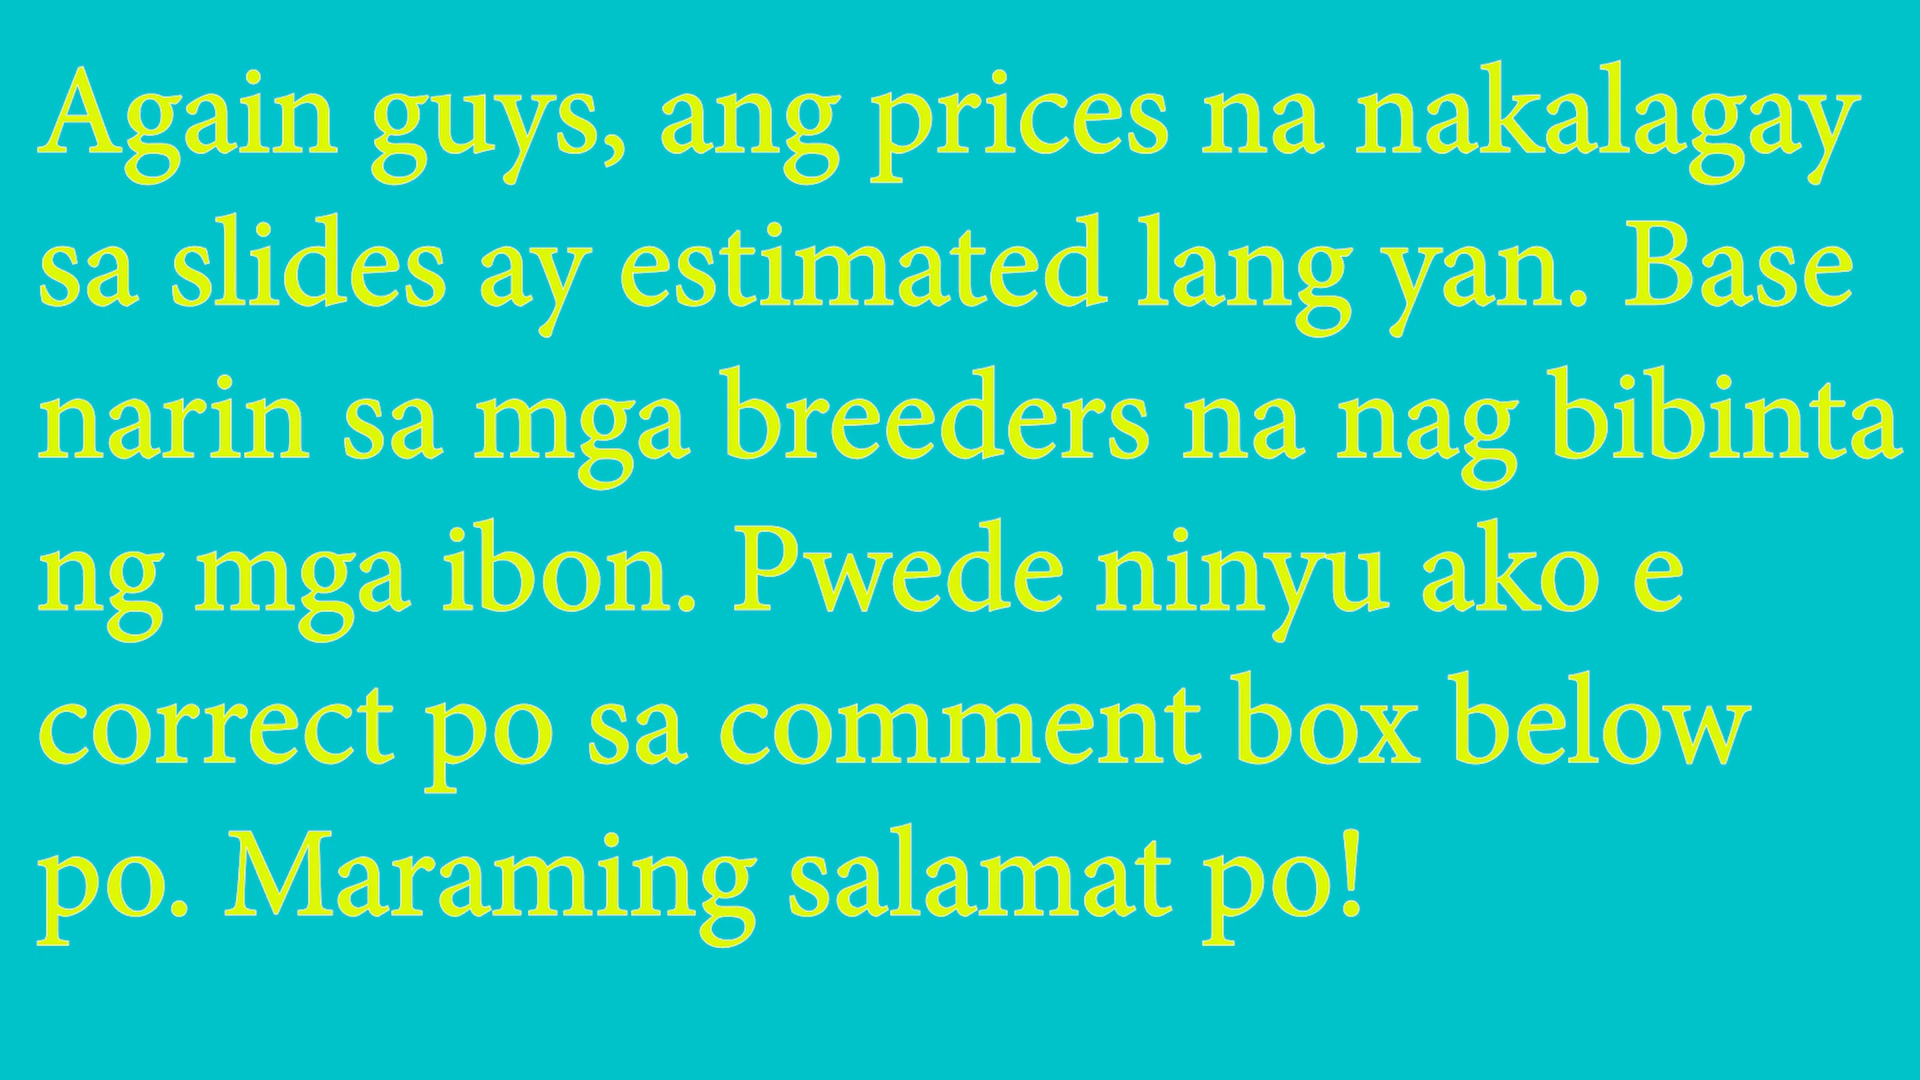 Again guys, ang prices na nakalagay
sa slides ay estimated lang yan. Base
narin sa mga breeders na nag bibinta
ng mga ibon. Pwede ninyu ako e
correct po sa comment box below
po. Maraming salamat po!